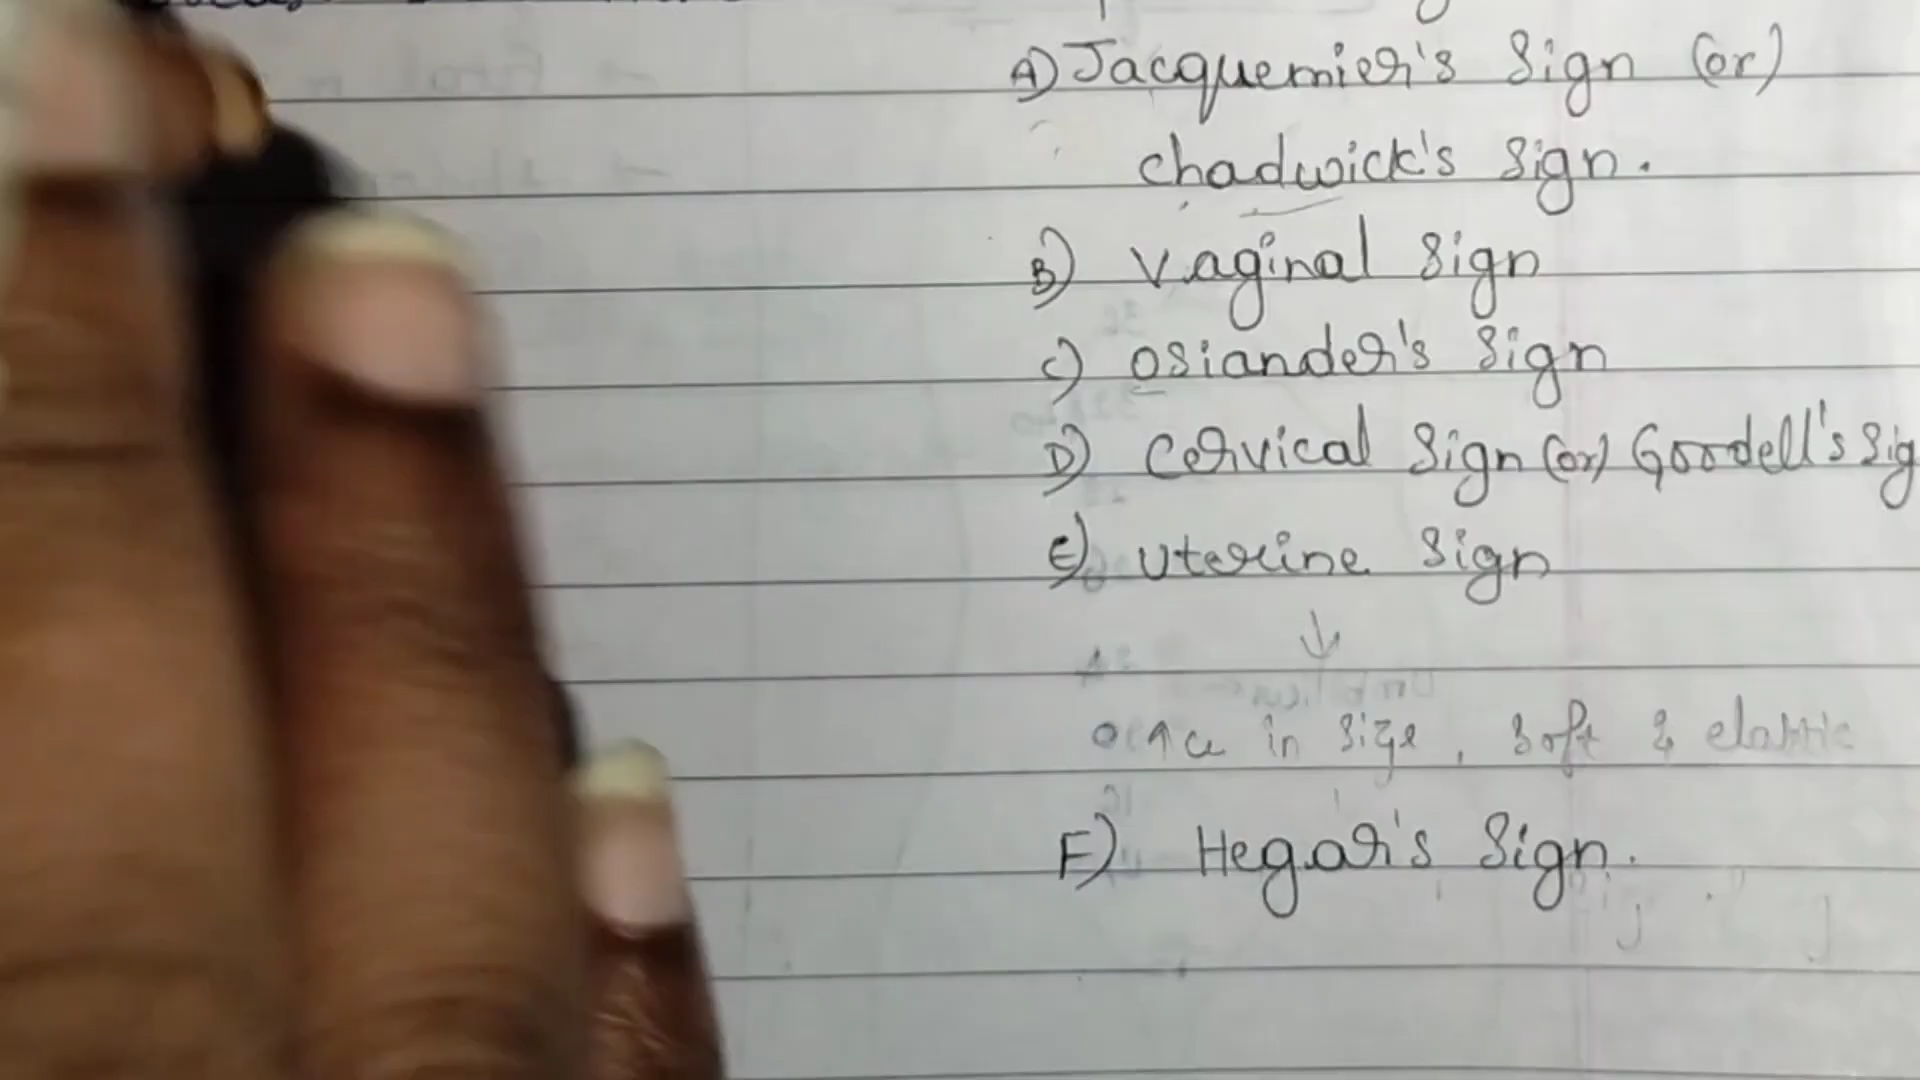 A) Jacquemier's Sign (or)
chadwick's Sign.
B) Vaginal Sign
C) Osiander's Sign
D) Cervical Sign (or) Goodell's Sig
E) Uterine Sign
↓
↑ce in Size, Soft & elastic
F) Hegar's Sign.